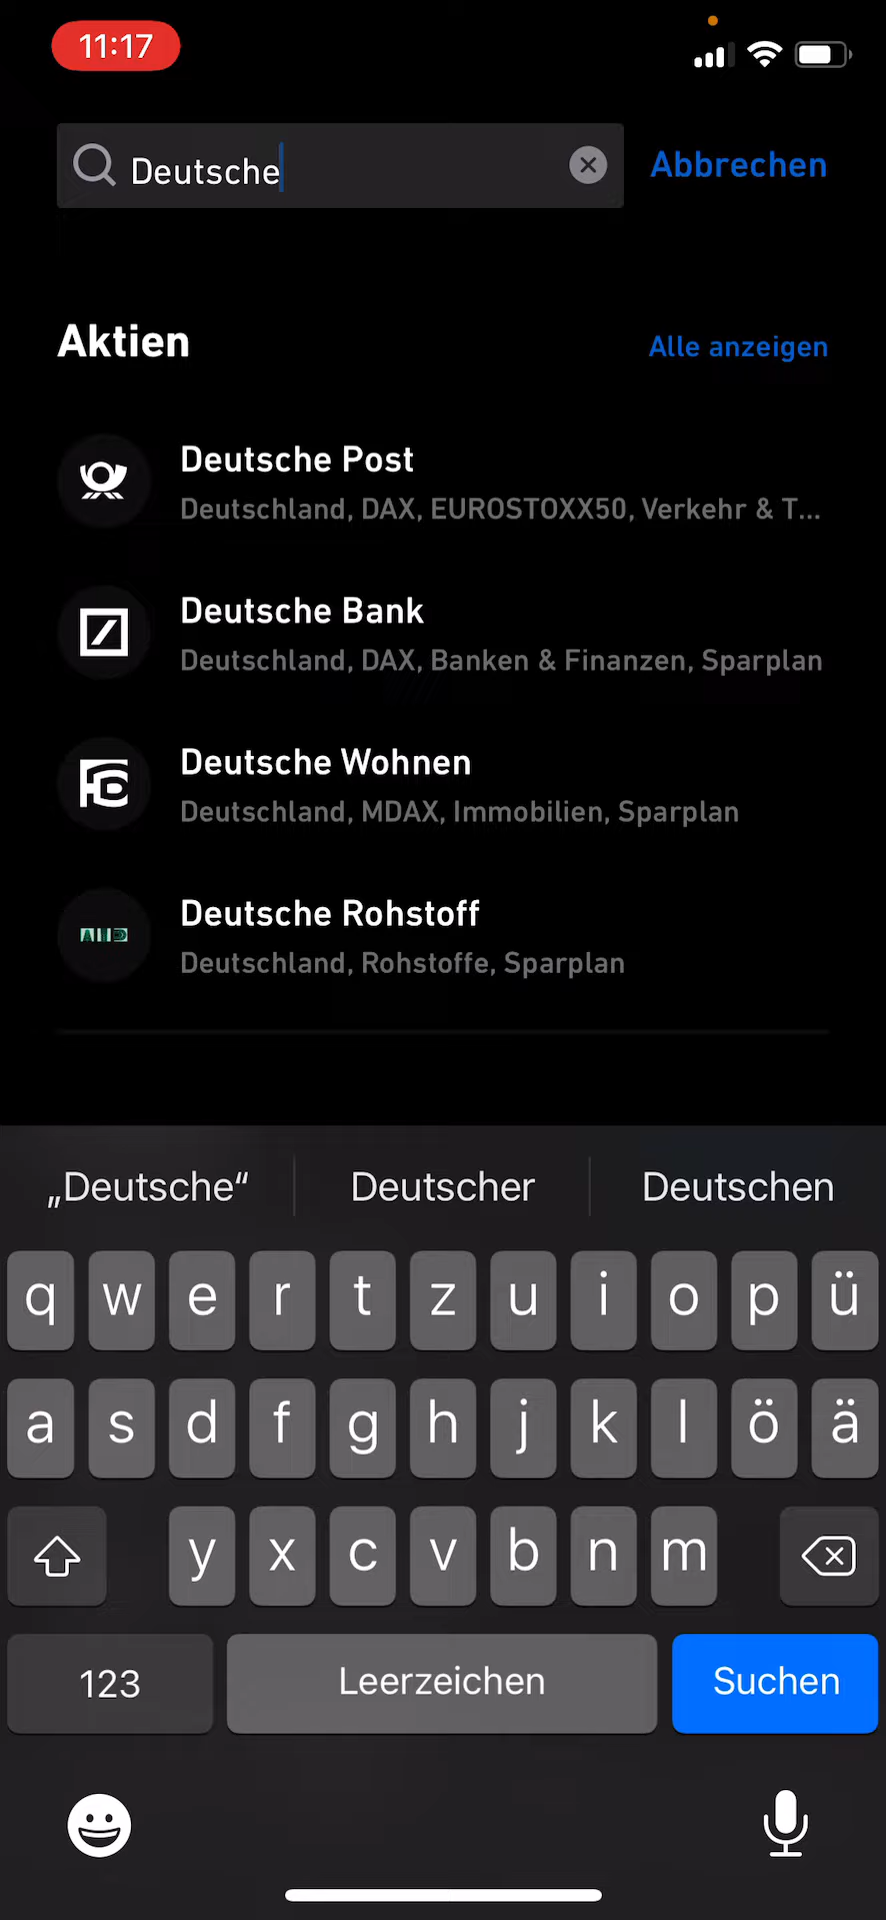 11:17
Deutsche
Abbrechen
Aktien
Alle anzeigen
Deutsche Post
Deutschland, DAX, EUROSTOXX50, Verkehr & T...
Deutsche Bank
Deutschland, DAX, Banken & Finanzen, Sparplan
Deutsche Wohnen
Deutschland, MDAX, Immobilien, Sparplan
Deutsche Rohstoff
Deutschland, Rohstoffe, Sparplan
„Deutsche“ Deutscher Deutschen
q w e r t z u i o p ü
a s d f g h j k l ö ä
y x c v b n m
123 Leerzeichen Suchen